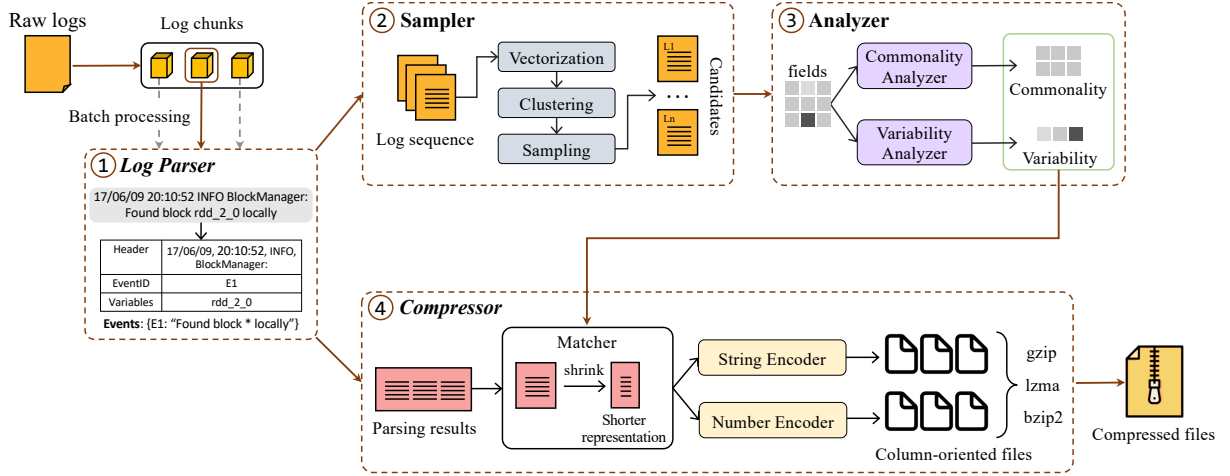 Raw logs
Log chunks
Batch processing
1 Log Parser
17/06/09 20:10:52 INFO BlockManager:
Found block rdd_2_0 locally
Header
17/06/09, 20:10:52, INFO,
BlockManager:
EventID
E1
Variables
rdd_2_0
Events: {E1: “Found block * locally”}
2 Sampler
Log sequence
Vectorization
Clustering
Sampling
L1
...
Ln
Candidates
3 Analyzer
fields
Commonality
Analyzer
Variability
Analyzer
Commonality
Variability
4 Compressor
Parsing results
Matcher
shrink
Shorter
representation
String Encoder
Number Encoder
Column-oriented files
gzip
lzma
bzip2
Compressed files